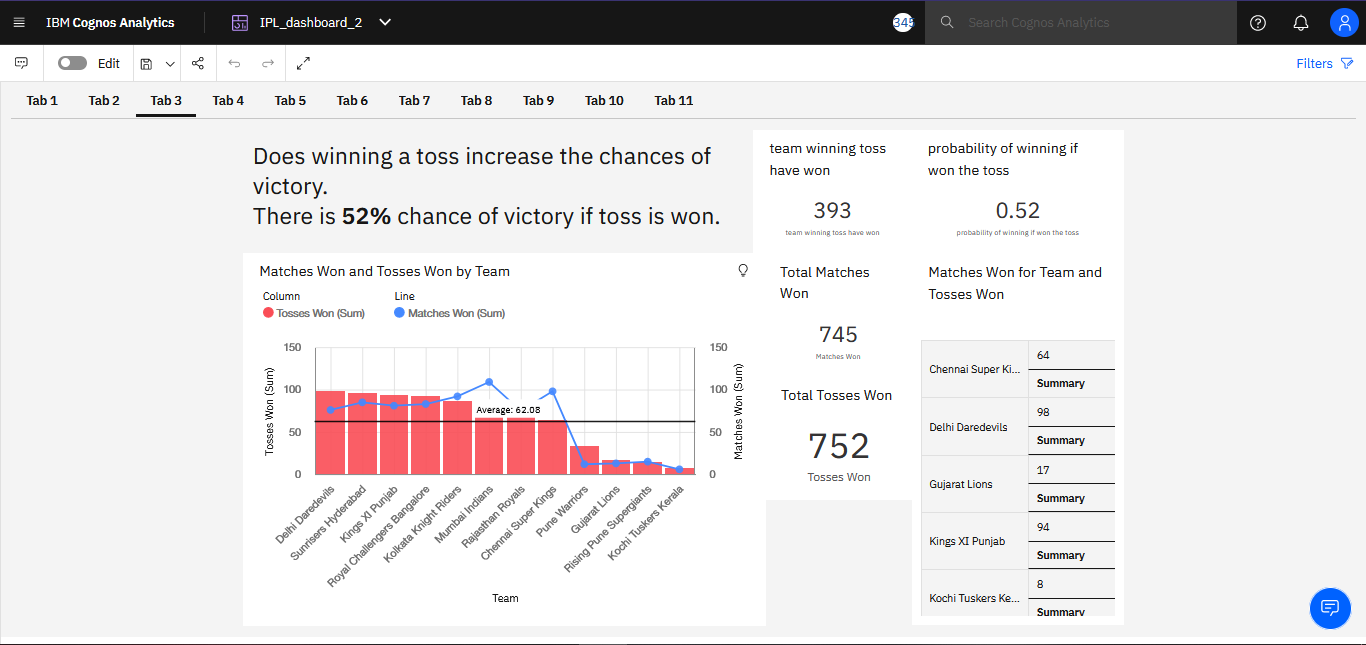 IBM Cognos Analytics
IPL_dashboard_2
345
Search Cognos Analytics
Edit
Filters
Tab 1
Tab 2
Tab 3
Tab 4
Tab 5
Tab 6
Tab 7
Tab 8
Tab 9
Tab 10
Tab 11
Does winning a toss increase the chances of
victory.
There is 52% chance of victory if toss is won.
team winning toss
have won
393
team winning toss have won
probability of winning if
won the toss
0.52
probability of winning if won the toss
Matches Won and Tosses Won by Team
Column
Tosses Won (Sum)
Line
Matches Won (Sum)
Tosses Won (Sum)
150
100
50
0
Average: 62.08
150
100
50
0
Matches Won (Sum)
Delhi Daredevils
Sunrisers Hyderabad
Kings XI Punjab
Royal Challengers Bangalore
Kolkata Knight Riders
Mumbai Indians
Rajasthan Royals
Chennai Super Kings
Pune Warriors
Gujarat Lions
Rising Pune Supergiants
Kochi Tuskers Kerala
Team
Total Matches
Won
745
Matches Won
Total Tosses Won
752
Tosses Won
Matches Won for Team and
Tosses Won
Chennai Super Ki...
64
Summary
Delhi Daredevils
98
Summary
Gujarat Lions
17
Summary
Kings XI Punjab
94
Summary
Kochi Tuskers Ke...
8
Summary